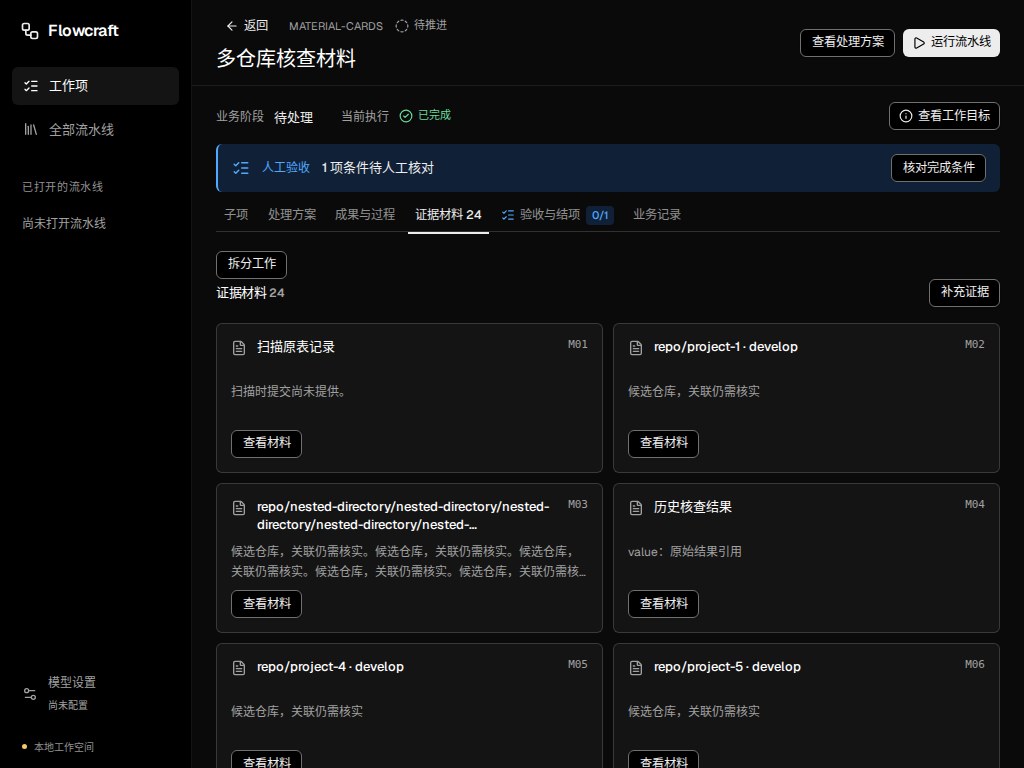 Flowcraft
工作项
全部流水线
已打开的流水线
尚未打开流水线
模型设置
尚未配置
本地工作空间
返回 MATERIAL-CARDS 待推进
多仓库核查材料
查看处理方案 运行流水线
业务阶段 待处理 当前执行 已完成 查看工作目标
人工验收 1 项条件待人工核对 核对完成条件
子项 处理方案 成果与过程 证据材料 24 验收与结项 0/1 业务记录
拆分工作
证据材料 24 补充证据
扫描原表记录 M01
扫描时提交尚未提供。
查看材料
repo/project-1 · develop M02
候选仓库，关联仍需核实
查看材料
repo/nested-directory/nested-directory/nested- M03
directory/nested-directory/nested-…
候选仓库，关联仍需核实。候选仓库，关联仍需核实。候选仓库，
关联仍需核实。候选仓库，关联仍需核实。候选仓库，关联仍需核…
查看材料
历史核查结果 M04
value：原始结果引用
查看材料
repo/project-4 · develop M05
候选仓库，关联仍需核实
查看材料
repo/project-5 · develop M06
候选仓库，关联仍需核实
查看材料